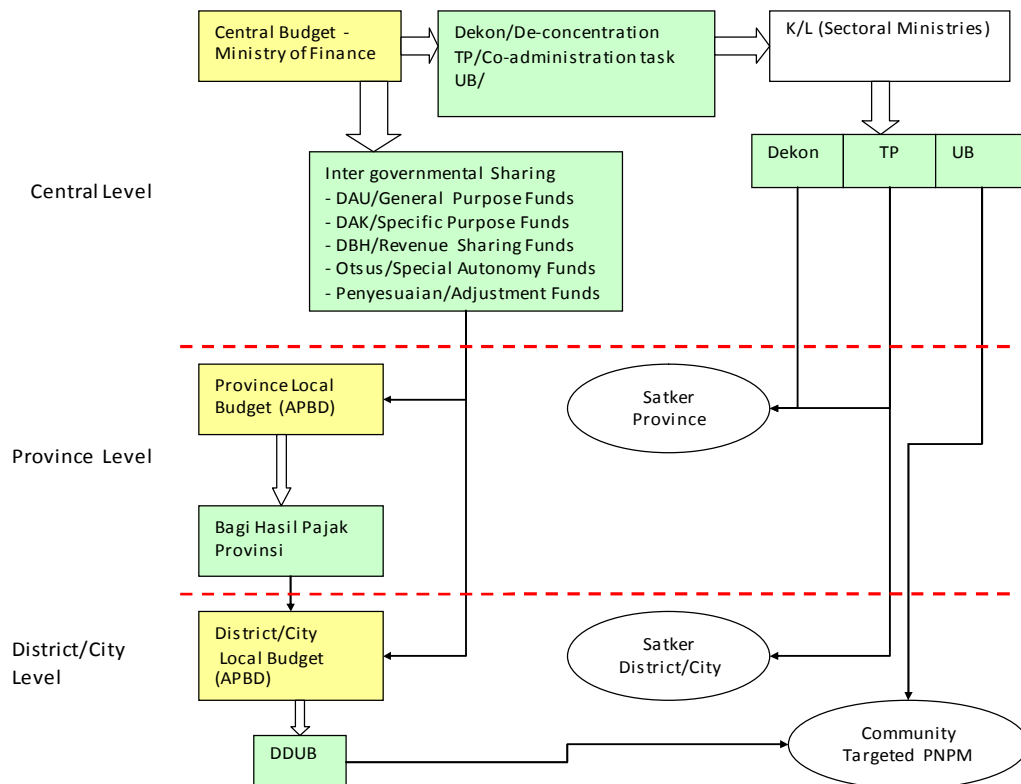 Central Budget -
Ministry of Finance
Dekon/De-concentration
TP/Co-administration task
UB/
K/L (Sectoral Ministries)
Dekon
TP
UB
Central Level
Inter governmental Sharing
- DAU/General Purpose Funds
- DAK/Specific Purpose Funds
- DBH/Revenue Sharing Funds
- Otsus/Special Autonomy Funds
- Penyesuaian/Adjustment Funds
Province Local
Budget (APBD)
Satker
Province
Province Level
Bagi Hasil Pajak
Provinsi
District/City
Level
District/City
Local Budget
(APBD)
Satker
District/City
DDUB
Community
Targeted PNPM